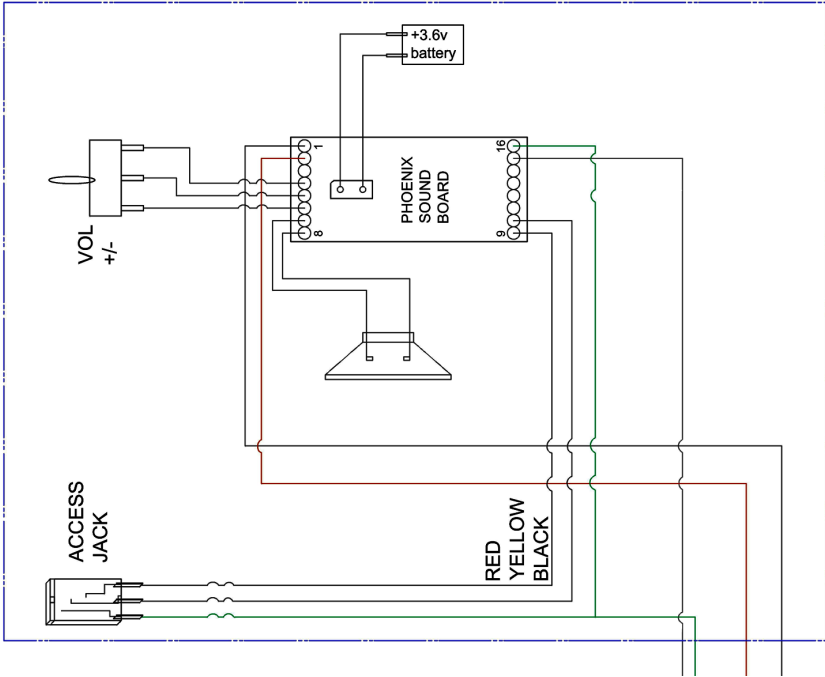 +3.6v
battery
1
16
PHOENIX
SOUND
BOARD
8
9
VOL
+/-
ACCESS
JACK
RED
YELLOW
BLACK